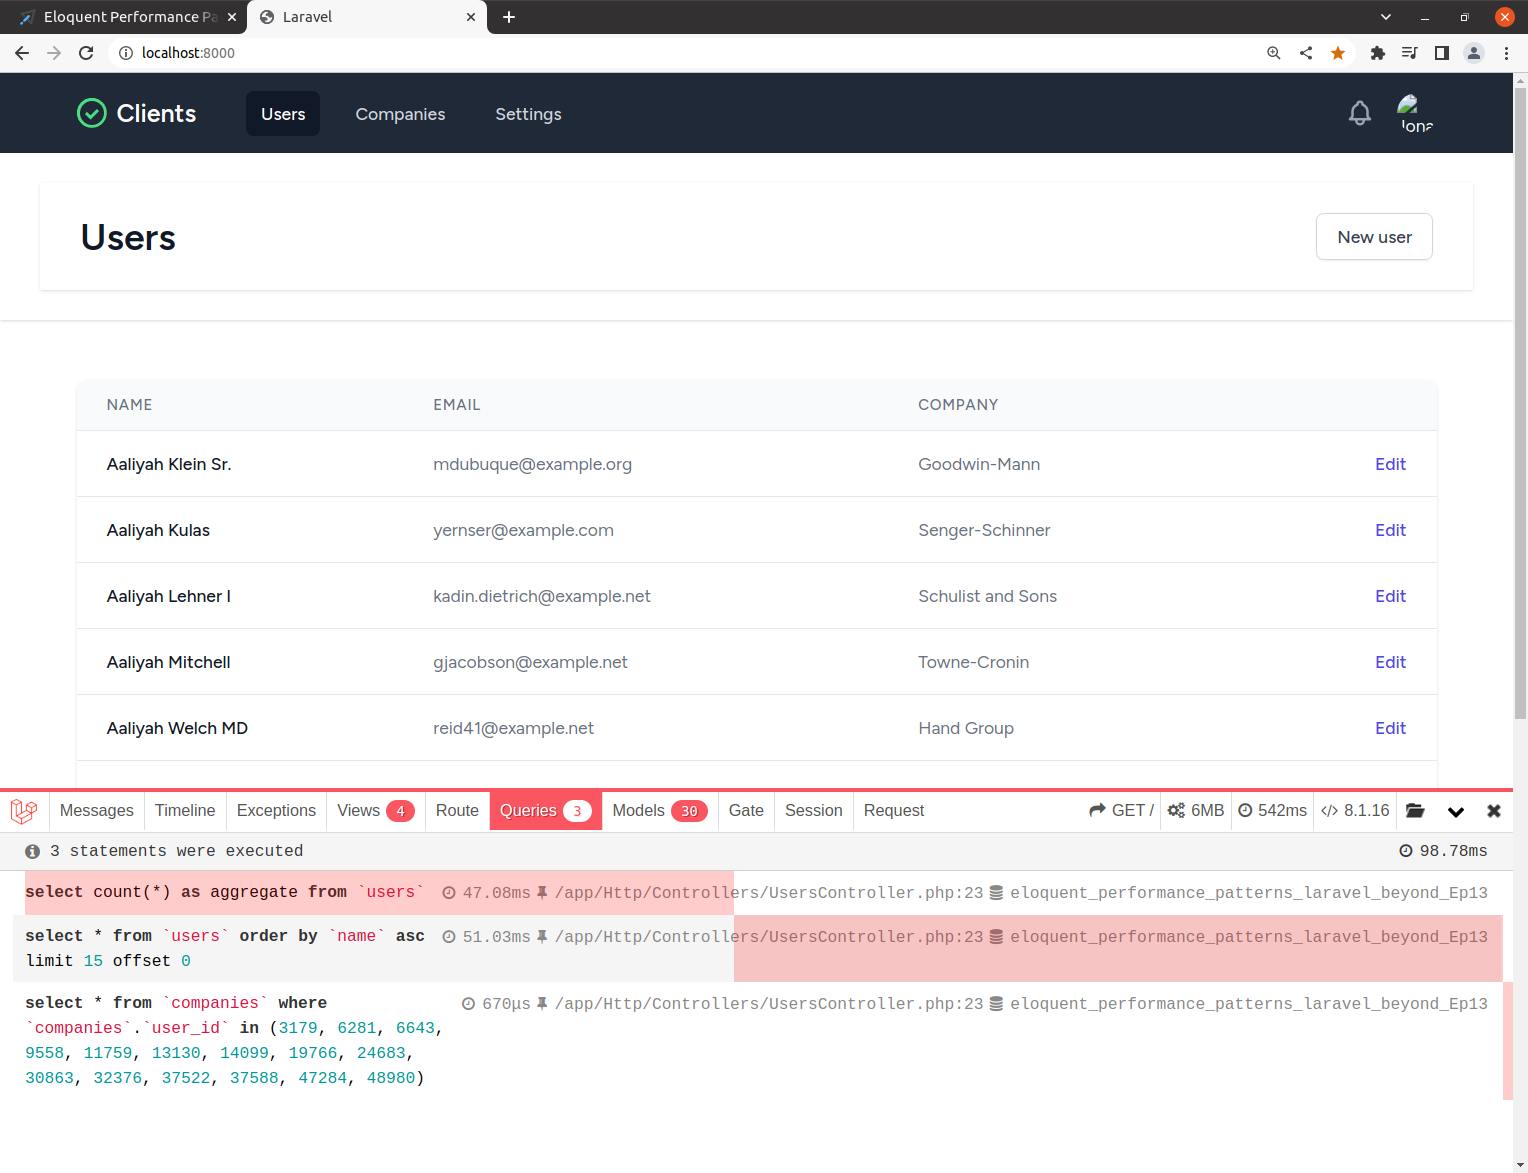 Eloquent Performance Pa
Laravel
localhost:8000
Clients
Users
Companies
Settings
Jona
Users
New user
NAME EMAIL COMPANY
Aaliyah Klein Sr. mdubuque@example.org Goodwin-Mann Edit
Aaliyah Kulas yernser@example.com Senger-Schinner Edit
Aaliyah Lehner I kadin.dietrich@example.net Schulist and Sons Edit
Aaliyah Mitchell gjacobson@example.net Towne-Cronin Edit
Aaliyah Welch MD reid41@example.net Hand Group Edit
Messages Timeline Exceptions Views 4 Route Queries 3 Models 30 Gate Session Request GET / 6MB 542ms </> 8.1.16
3 statements were executed 98.78ms
select count(*) as aggregate from `users` 47.08ms /app/Http/Controllers/UsersController.php:23 eloquent_performance_patterns_laravel_beyond_Ep13
select * from `users` order by `name` asc 51.03ms /app/Http/Controllers/UsersController.php:23 eloquent_performance_patterns_laravel_beyond_Ep13
limit 15 offset 0
select * from `companies` where 670μs /app/Http/Controllers/UsersController.php:23 eloquent_performance_patterns_laravel_beyond_Ep13
`companies`.`user_id` in (3179, 6281, 6643,
9558, 11759, 13130, 14099, 19766, 24683,
30863, 32376, 37522, 37588, 47284, 48980)